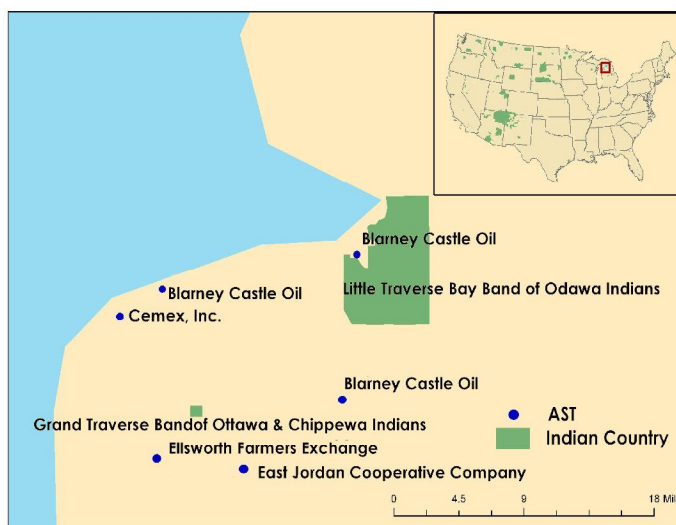 Blarney Castle Oil
Little Traverse Bay Band of Odawa Indians
Blarney Castle Oil
Cemex, Inc.
Blarney Castle Oil
Grand Traverse Bandof Ottawa & Chippewa Indians
Ellsworth Farmers Exchange
East Jordan Cooperative Company
AST
Indian Country
0 4.5 9 18 Mil